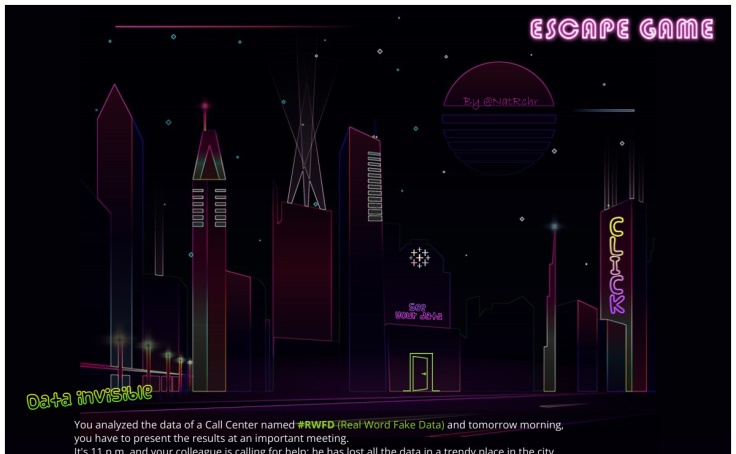 ESCAPE GAME
By @NatRchr
CLICK
See
your data
Data invisible
You analyzed the data of a Call Center named #RWFD (Real Word Fake Data) and tomorrow morning,
you have to present the results at an important meeting.
It's 11 p.m. and your colleague is calling for help: he has lost all the data in a trendy place in the city.